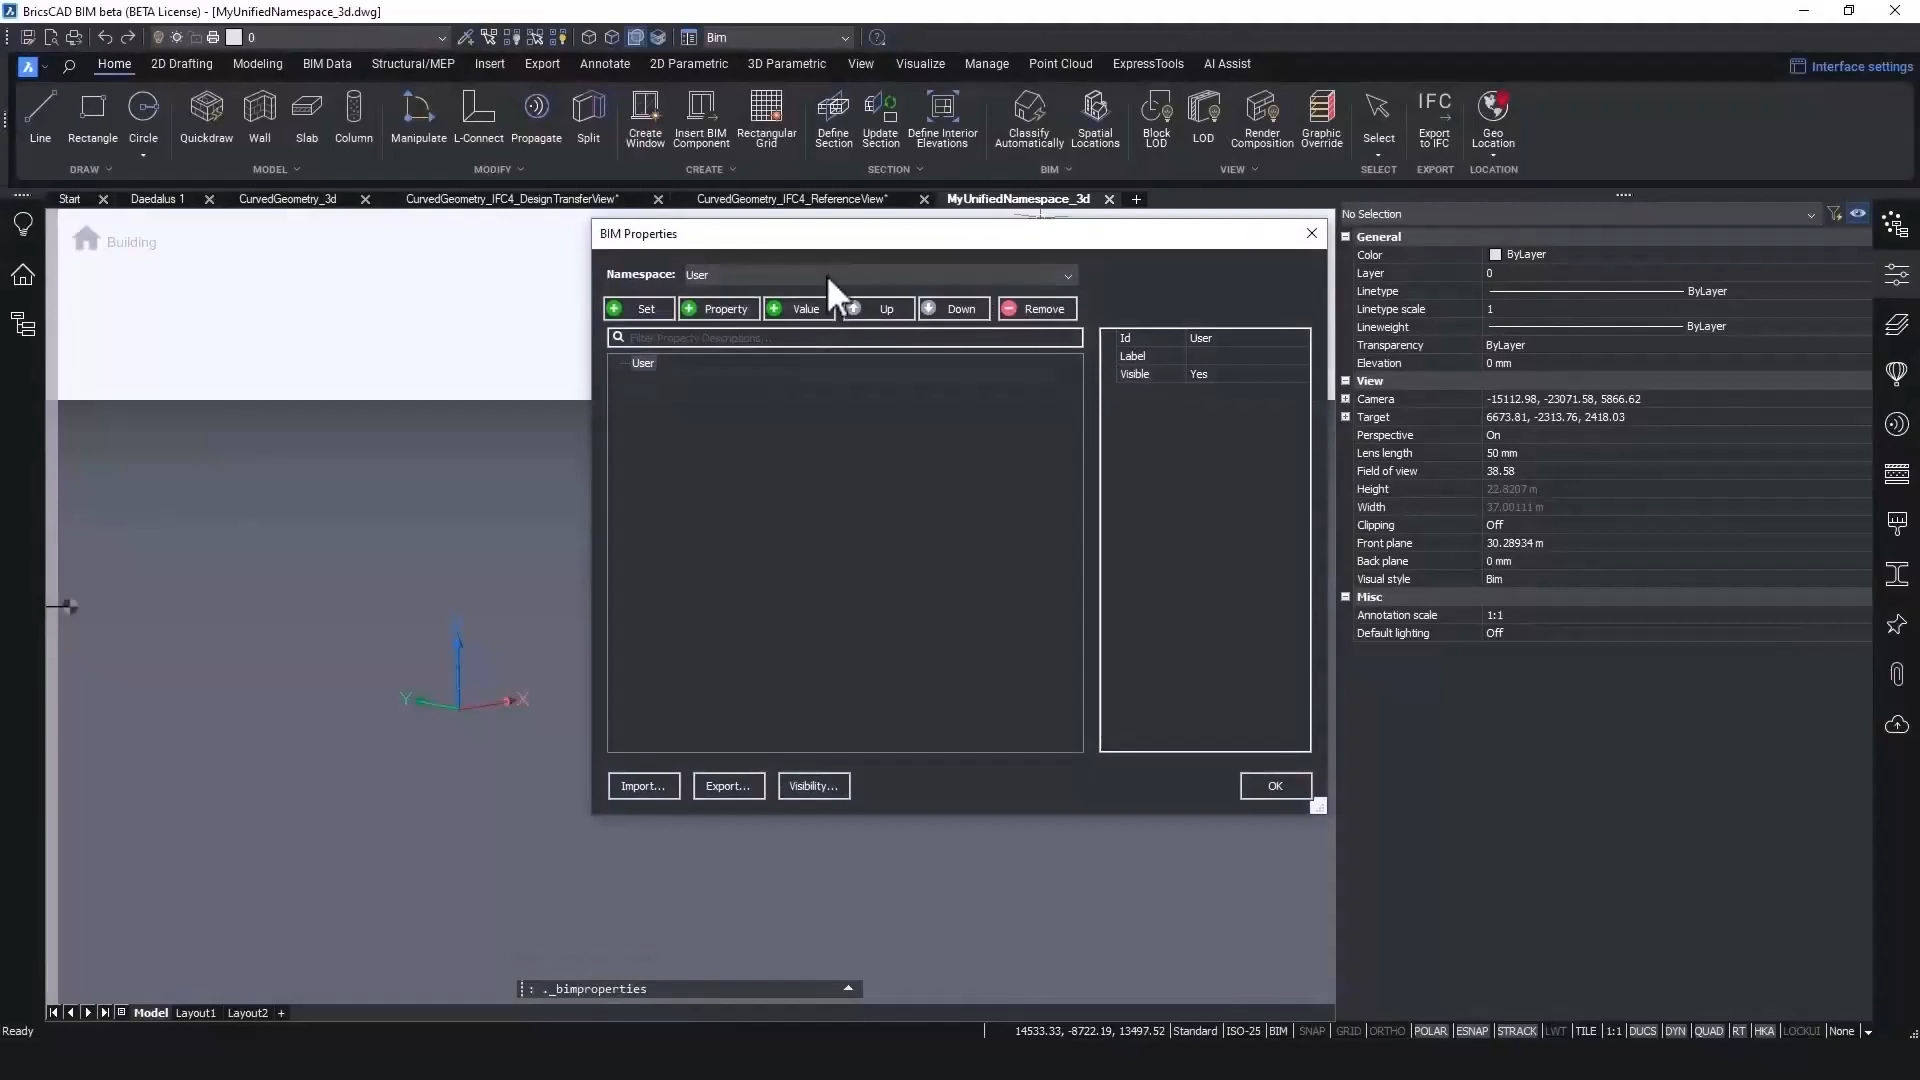 BricsCAD BIM beta (BETA License) - [MyUnifiedNamespace_3d.dwg]
0
Bim
Home 2D Drafting Modeling BIM Data Structural/MEP Insert Export Annotate 2D Parametric 3D Parametric View Visualize Manage Point Cloud ExpressTools AI Assist
Interface settings
Line Rectangle Circle Quickdraw Wall Slab Column Manipulate L-Connect Propagate Split Create Window Insert BIM Component Rectangular Grid Define Section Update Section Define Interior Elevations Classify Automatically Spatial Locations Block LOD LOD Render Composition Graphic Override Select IFC Export to IFC Geo Location
DRAW MODEL MODIFY CREATE SECTION BIM VIEW SELECT EXPORT LOCATION
Start Daedalus 1 CurvedGeometry_3d CurvedGeometry_IFC4_DesignTransferView* CurvedGeometry_IFC4_ReferenceView* MyUnifiedNamespace_3d
Building
BIM Properties
Namespace: User
Set Property Value Up Down Remove
Filter Property Descriptions...
User
Id User
Label
Visible Yes
Import... Export... Visibility... OK
Y X
: ._bimproperties
No Selection
General
Color ByLayer
Layer 0
Linetype ByLayer
Linetype scale 1
Lineweight ByLayer
Transparency ByLayer
Elevation 0 mm
View
Camera -15112.98, -23071.58, 5866.62
Target 6673.81, -2313.76, 2418.03
Perspective On
Lens length 50 mm
Field of view 38.58
Height 22.8207 m
Width 37.00111 m
Clipping Off
Front plane 30.28934 m
Back plane 0 mm
Visual style Bim
Misc
Annotation scale 1:1
Default lighting Off
Model Layout1 Layout2 +
Ready
14533.33, -8722.19, 13497.52 Standard ISO-25 BIM SNAP GRID ORTHO POLAR ESNAP STRACK LWT TILE 1:1 DUCS DYN QUAD RT HKA LOCKUI None